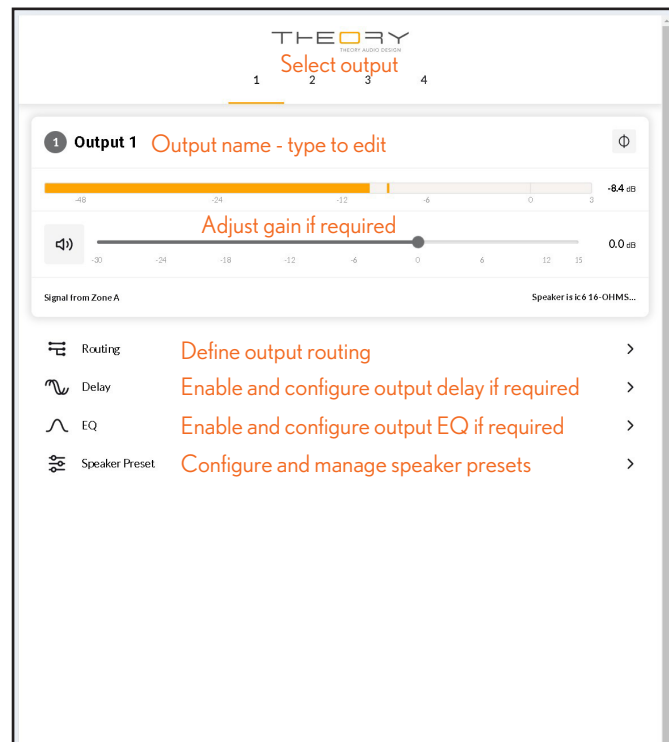 THEORY
THEORY AUDIO DESIGN
Select output
1 2 3 4
1 Output 1 Output name - type to edit
-8.4 dB
-48 -24 -12 -6 0 3
Adjust gain if required
0.0 dB
-30 -24 -18 -12 -6 0 6 12 15
Signal from Zone A Speaker is ic6 16-OHMS...
Routing Define output routing
Delay Enable and configure output delay if required
EQ Enable and configure output EQ if required
Speaker Preset Configure and manage speaker presets